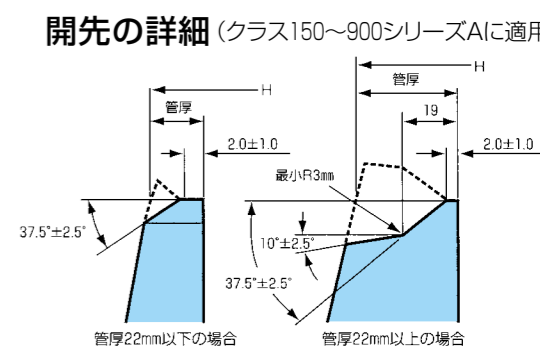 開先の詳細(クラス150〜900シリーズAに適用
H
管厚
2.0±1.0
37.5°±2.5°
管厚22mm以下の場合
H
管厚
19
2.0±1.0
最小R3㎜
10°±2.5°
37.5°±2.5°
管厚22mm以上の場合